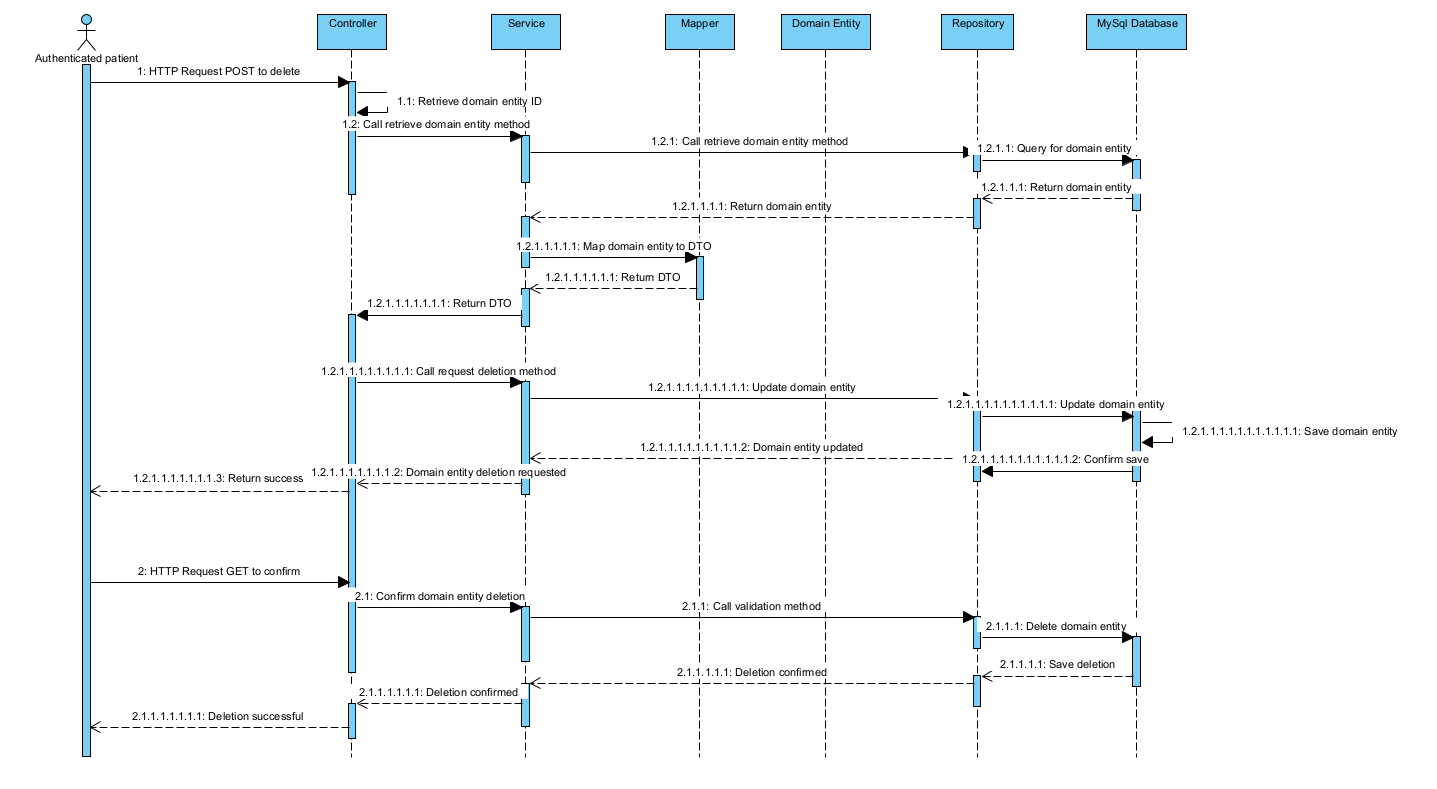 Controller
Service
Mapper
Domain Entity
Repository
MySql Database
Authenticated patient
1: HTTP Request POST to delete
1.1: Retrieve domain entity ID
1.2: Call retrieve domain entity method
1.2.1: Call retrieve domain entity method
1.2.1.1: Query for domain entity
1.2.1.1.1: Return domain entity
1.2.1.1.1.1: Return domain entity
1.2.1.1.1.1.1: Map domain entity to DTO
1.2.1.1.1.1.1.1: Return DTO
1.2.1.1.1.1.1.1.1: Return DTO
1.2.1.1.1.1.1.1.1.1: Call request deletion method
1.2.1.1.1.1.1.1.1.1.1: Update domain entity
1.2.1.1.1.1.1.1.1.1.1.1: Update domain entity
1.2.1.1.1.1.1.1.1.1.1.1.1: Save domain entity
1.2.1.1.1.1.1.1.1.1.1.2: Domain entity updated
1.2.1.1.1.1.1.1.1.1.1.2: Confirm save
1.2.1.1.1.1.1.1.1.2: Domain entity deletion requested
1.2.1.1.1.1.1.1.1.3: Return success
2: HTTP Request GET to confirm
2.1: Confirm domain entity deletion
2.1.1: Call validation method
2.1.1.1: Delete domain entity
2.1.1.1.1: Save deletion
2.1.1.1.1.1: Deletion confirmed
2.1.1.1.1.1.1: Deletion confirmed
2.1.1.1.1.1.1.1: Deletion successful